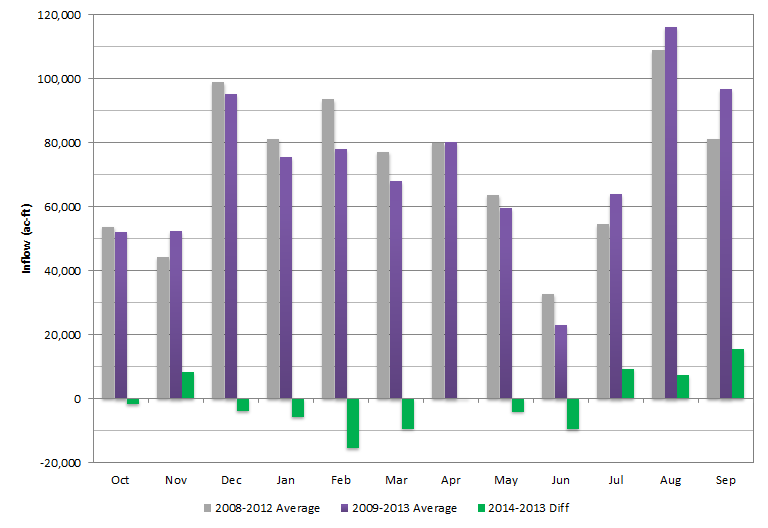 120,000
100,000
80,000
60,000
40,000
20,000
0
-20,000
Inflow (ac-ft)
Oct Nov Dec Jan Feb Mar Apr May Jun Jul Aug Sep
2008-2012 Average 2009-2013 Average 2014-2013 Diff